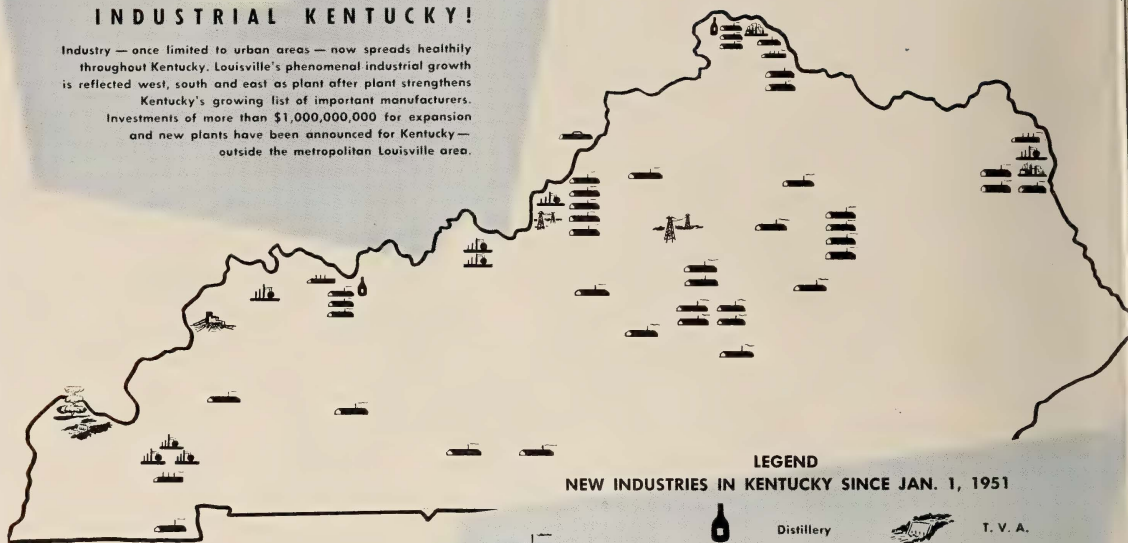 INDUSTRIAL KENTUCKY!
Industry — once limited to urban areas — now spreads healthily
throughout Kentucky. Louisville's phenomenal industrial growth
is reflected west, south and east as plant after plant strengthens
Kentucky's growing list of important manufacturers.
Investments of more than $1,000,000,000 for expansion
and new plants have been announced for Kentucky —
outside the metropolitan Louisville area.
LEGEND
NEW INDUSTRIES IN KENTUCKY SINCE JAN. 1, 1951
Distillery T. V. A.